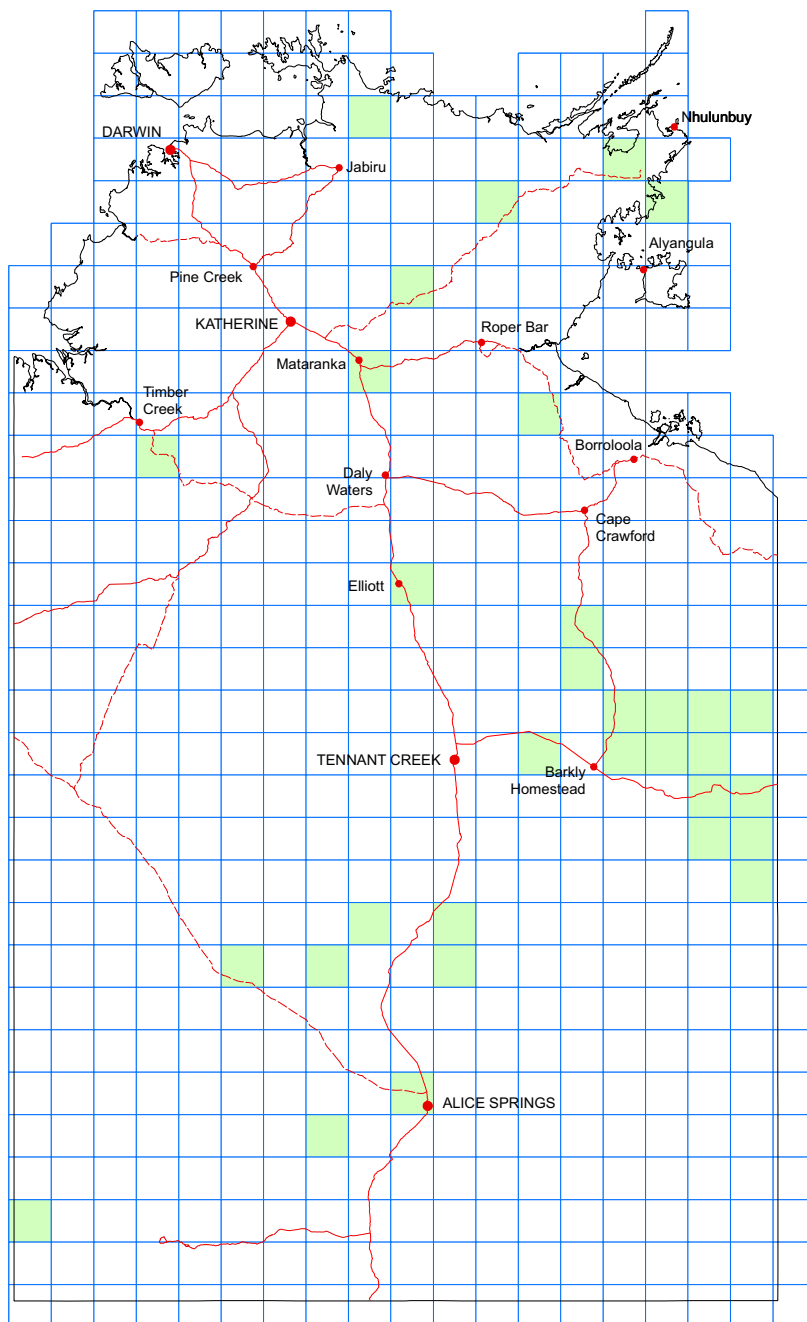 Nhulunbuy
DARWIN
Jabiru
Alyangula
Pine Creek
KATHERINE
Roper Bar
Mataranka
Timber
Creek
Borroloola
Daly
Waters
Cape
Crawford
Elliott
TENNANT CREEK
Barkly
Homestead
ALICE SPRINGS